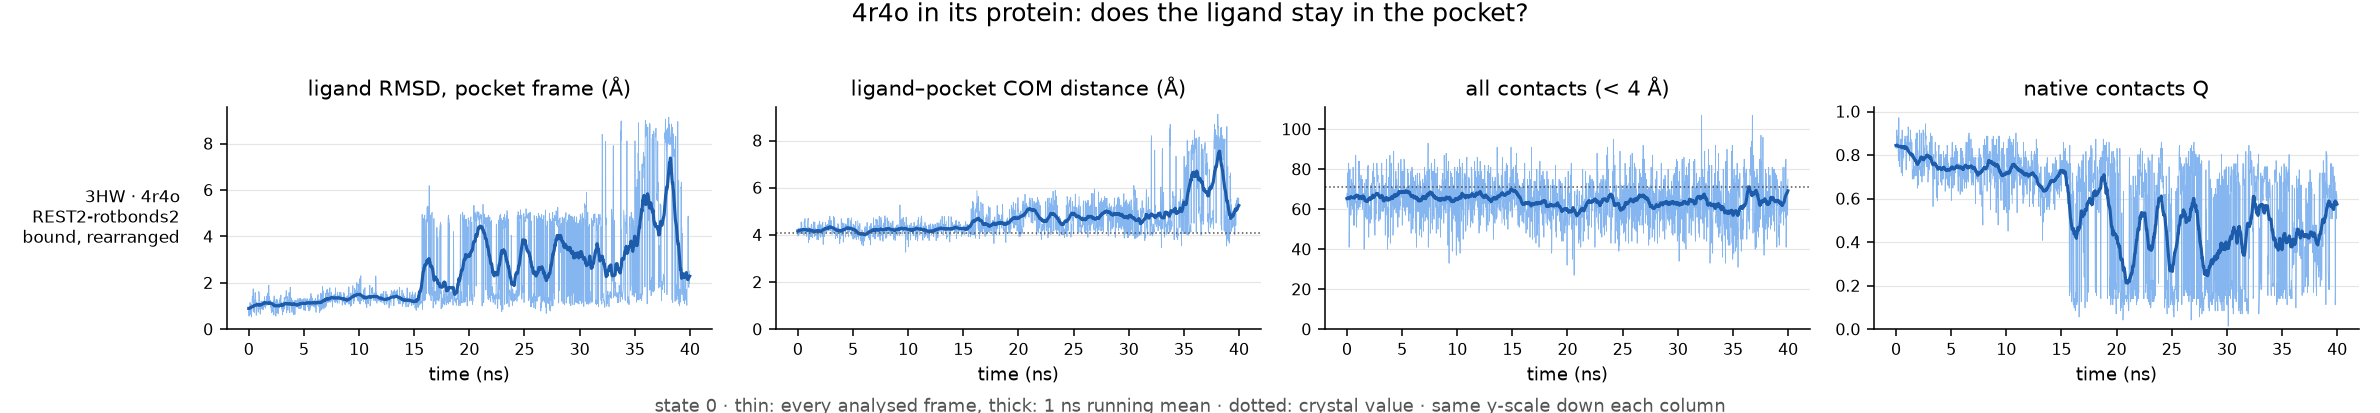 4r4o in its protein: does the ligand stay in the pocket?
ligand RMSD, pocket frame (Å)
ligand–pocket COM distance (Å)
all contacts (< 4 Å)
native contacts Q
3HW · 4r4o
REST2-rotbonds2
bound, rearranged
8
6
4
2
0
0 5 10 15 20 25 30 35 40
time (ns)
8
6
4
2
0
0 5 10 15 20 25 30 35 40
time (ns)
100
80
60
40
20
0
0 5 10 15 20 25 30 35 40
time (ns)
1.0
0.8
0.6
0.4
0.2
0.0
0 5 10 15 20 25 30 35 40
time (ns)
state 0 · thin: every analysed frame, thick: 1 ns running mean · dotted: crystal value · same y-scale down each column